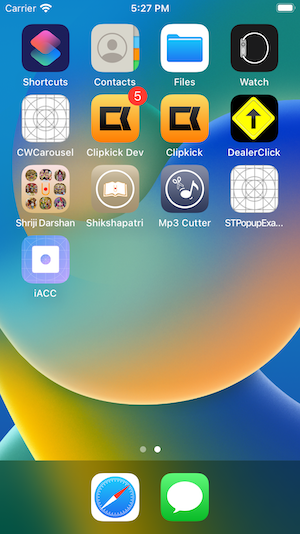 Carrier 5:27 PM
Shortcuts Contacts Files Watch
5
CWCarousel Clipkick Dev Clipkick DealerClick
Shriji Darshan Shikshapatri Mp3 Cutter STPopupExa...
iACC